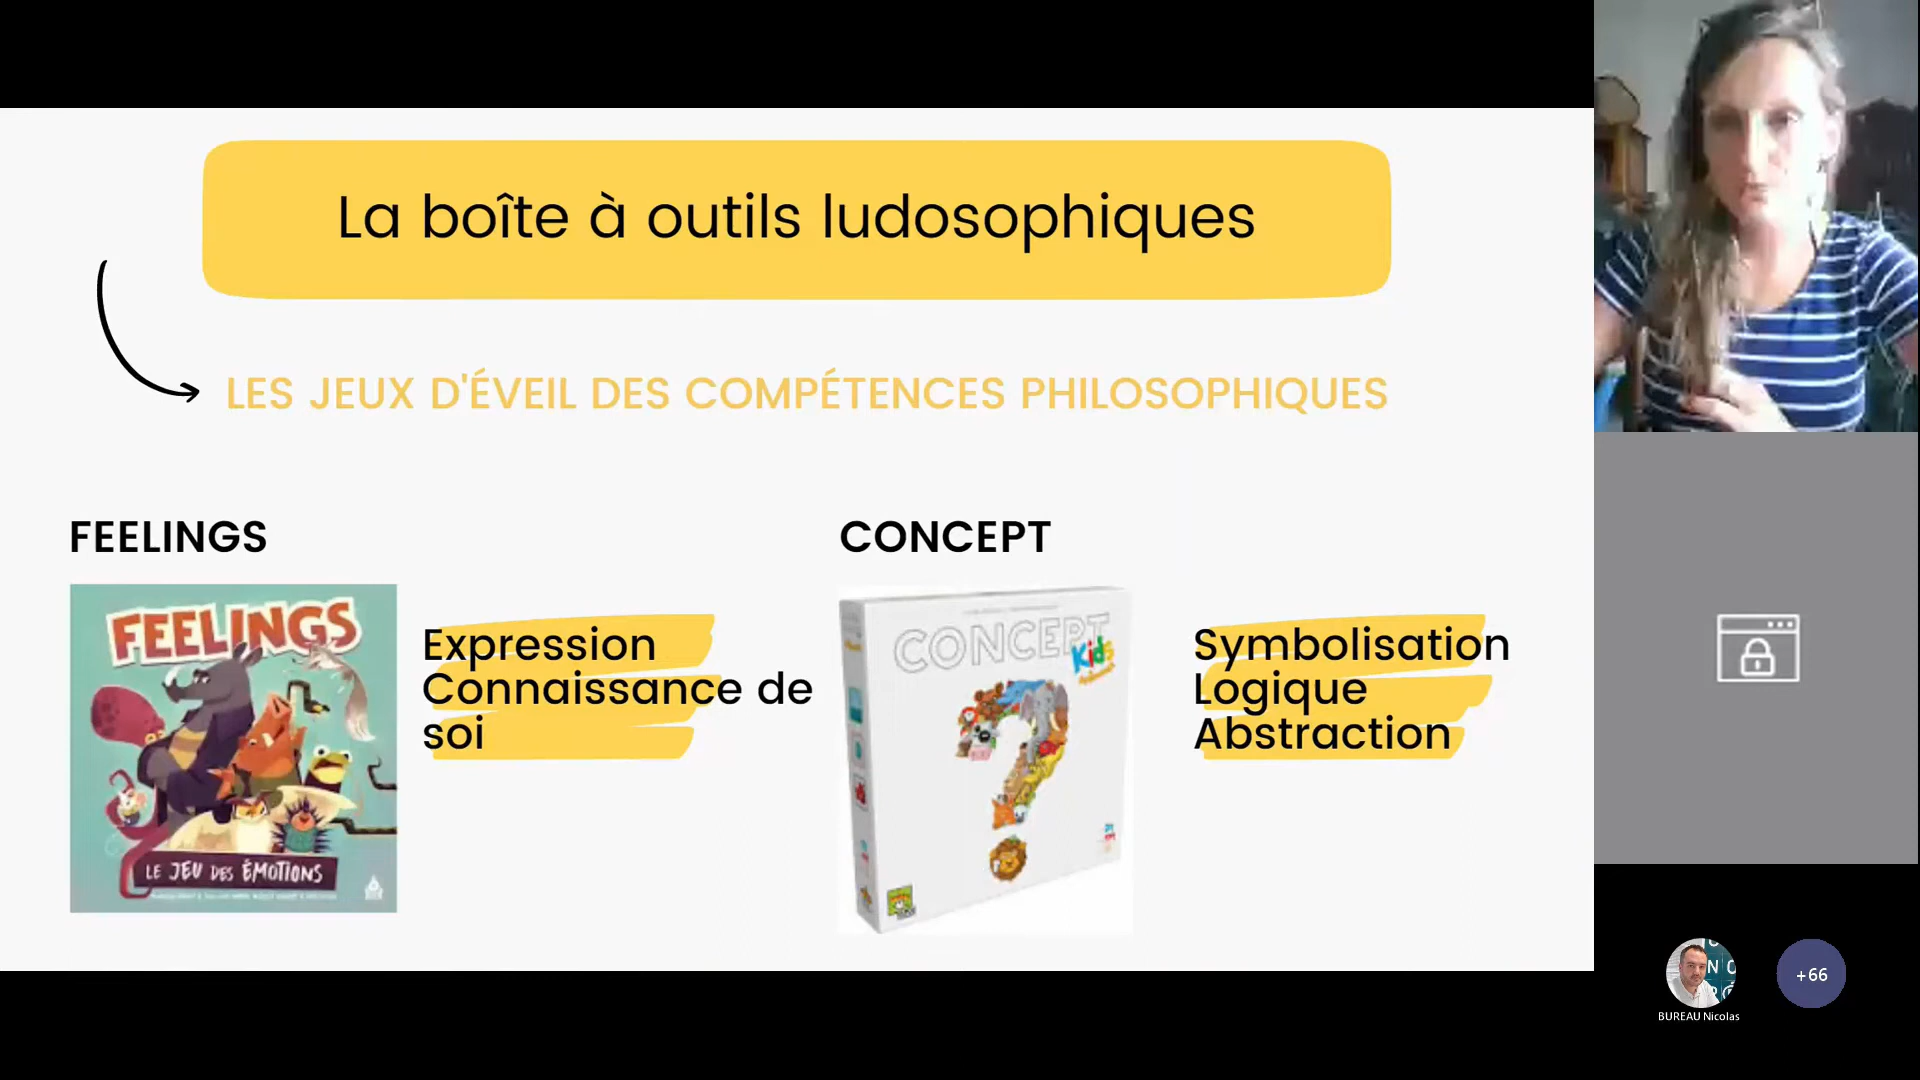 La boîte à outils ludosophiques
LES JEUX D'ÉVEIL DES COMPÉTENCES PHILOSOPHIQUES
FEELINGS
FEELINGS
LE JEU DES ÉMOTIONS
Expression
Connaissance de
soi
CONCEPT
CONCEPT
Kids
Symbolisation
Logique
Abstraction
+66
BUREAU Nicolas